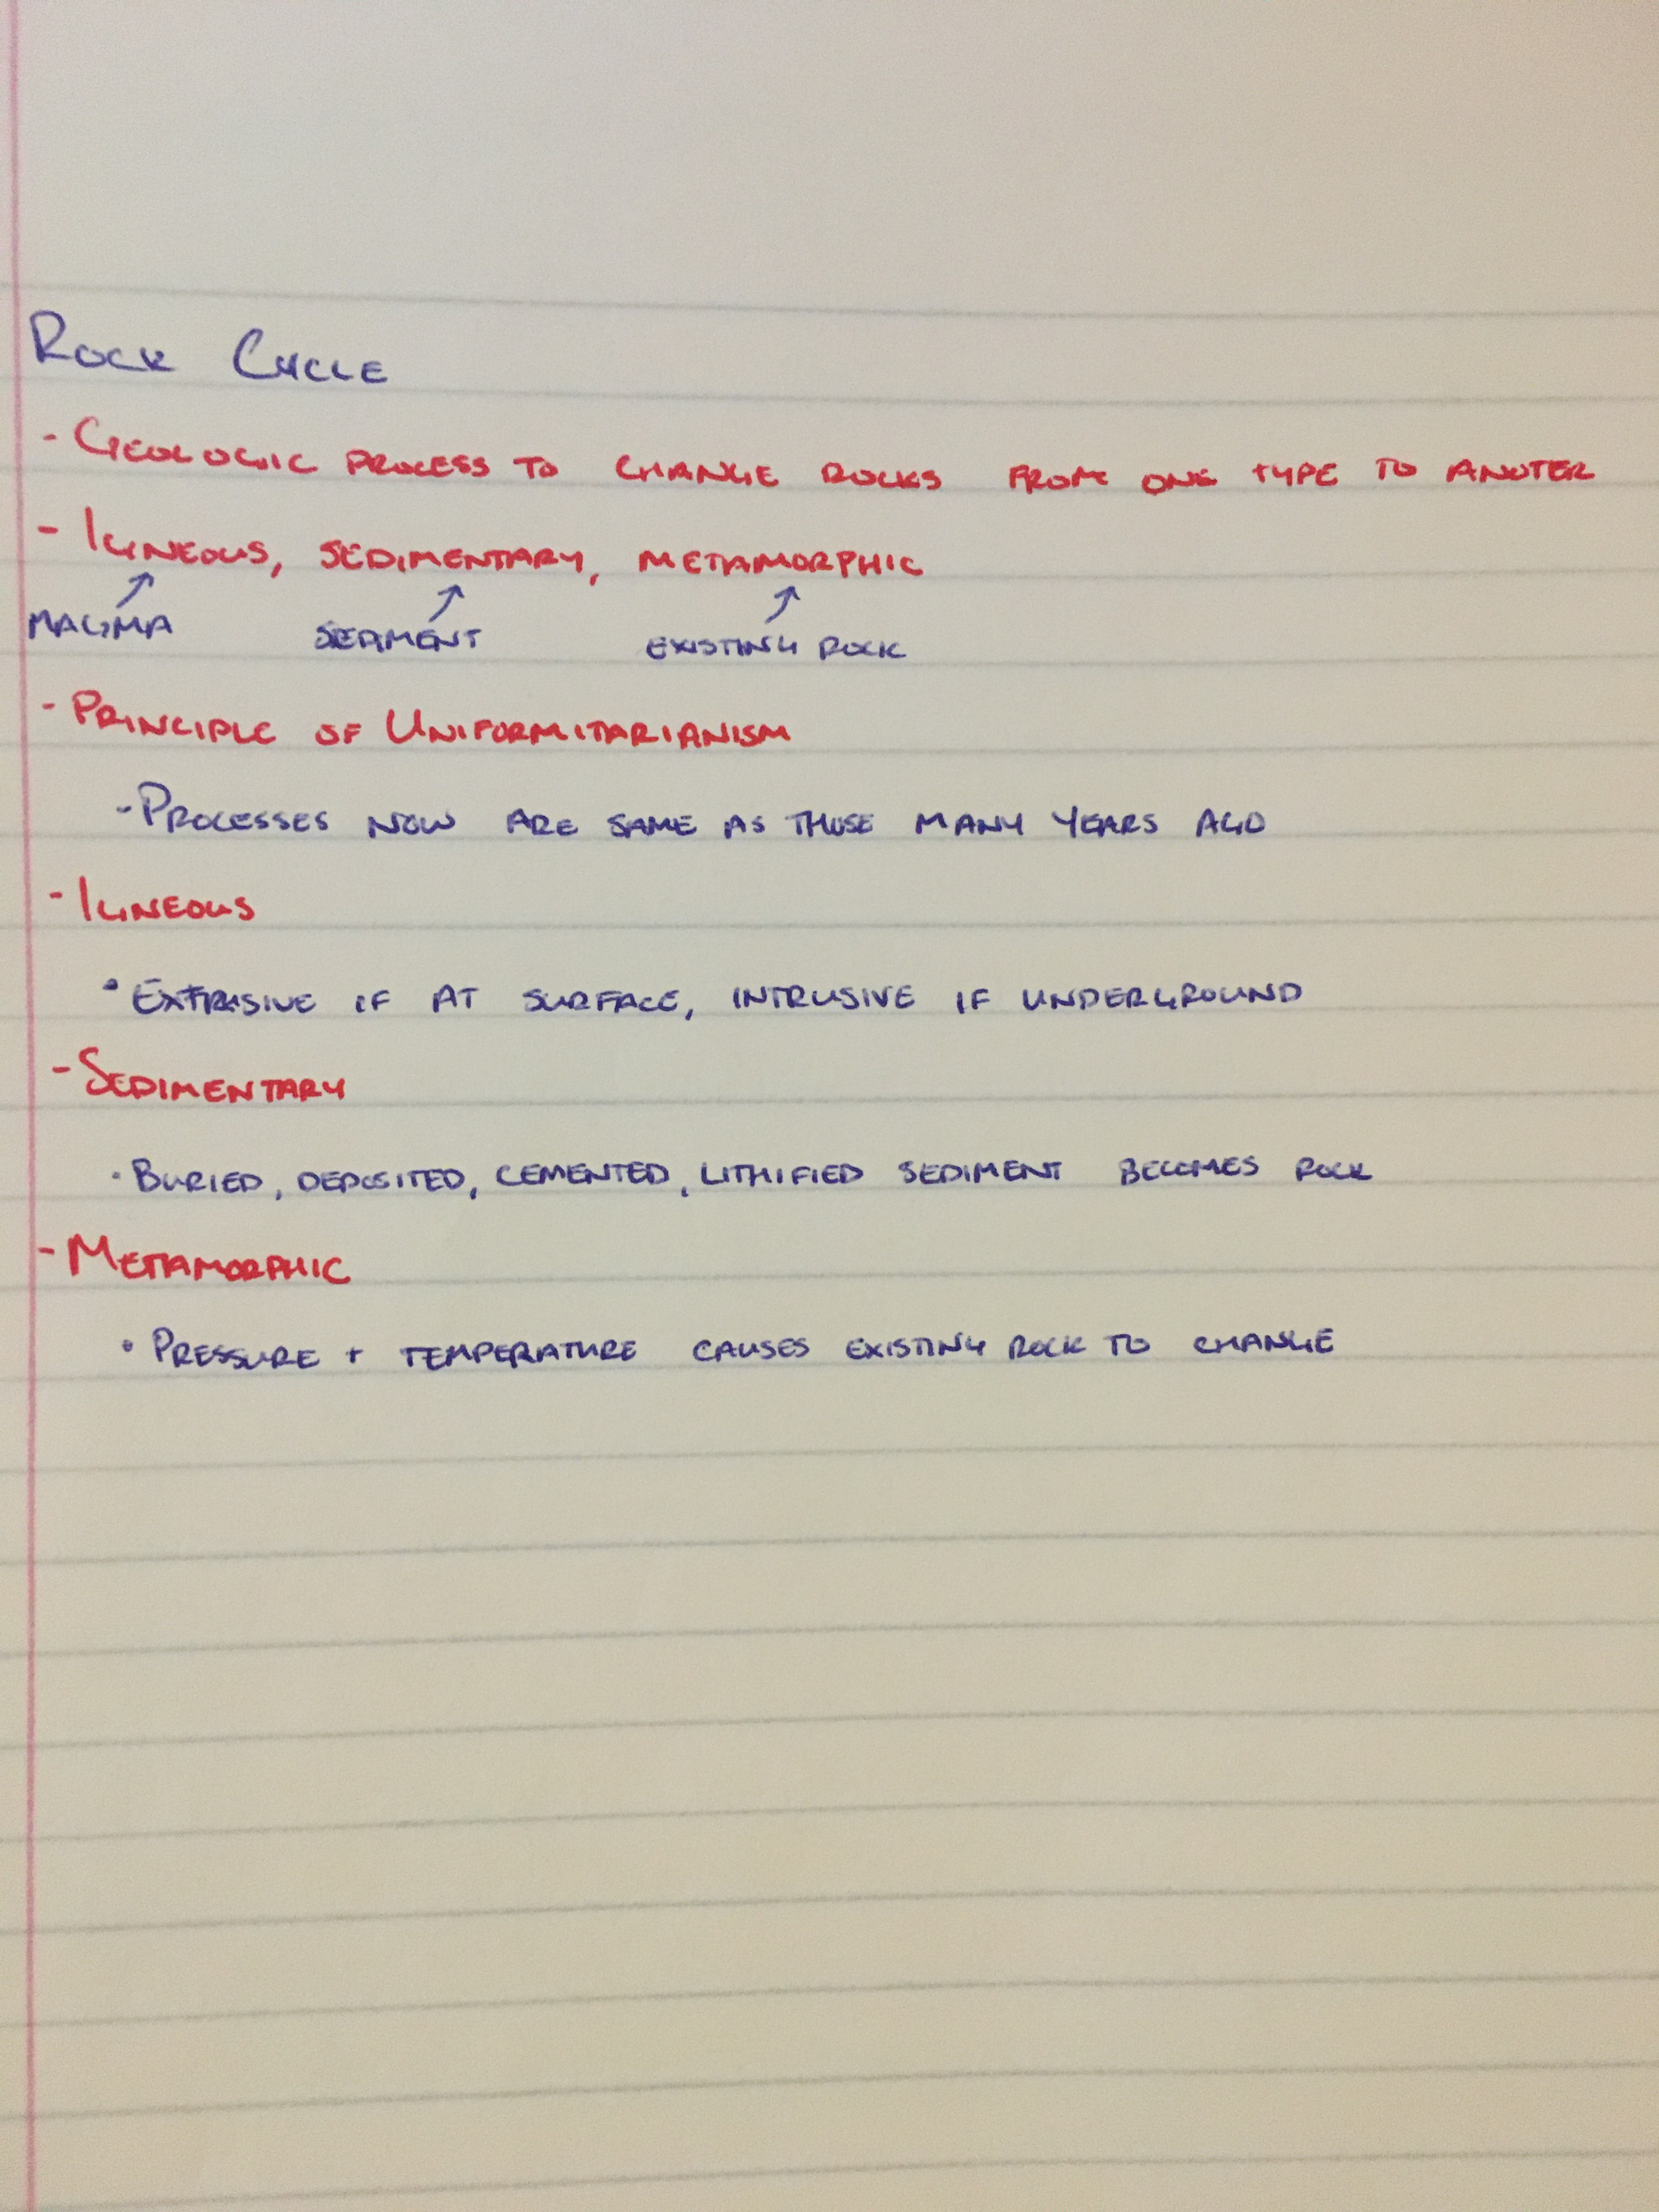 ROCK CYCLE
- GEOLOGIC PROCESS TO CHANGE ROCKS FROM ONE TYPE TO ANOTER
- IGNEOUS, SEDIMENTARY, METAMORPHIC
MAGMA SEDIMENT EXISTING ROCK
- PRINCIPLE OF UNIFORMITARIANISM
- PROCESSES NOW ARE SAME AS THOSE MANY YEARS AGO
- IGNEOUS
• EXTRUSIVE IF AT SURFACE, INTRUSIVE IF UNDERGROUND
- SEDIMENTARY
• BURIED, DEPOSITED, CEMENTED, LITHIFIED SEDIMENT BECOMES ROCK
- METAMORPHIC
• PRESSURE + TEMPERATURE CAUSES EXISTING ROCK TO CHANGE